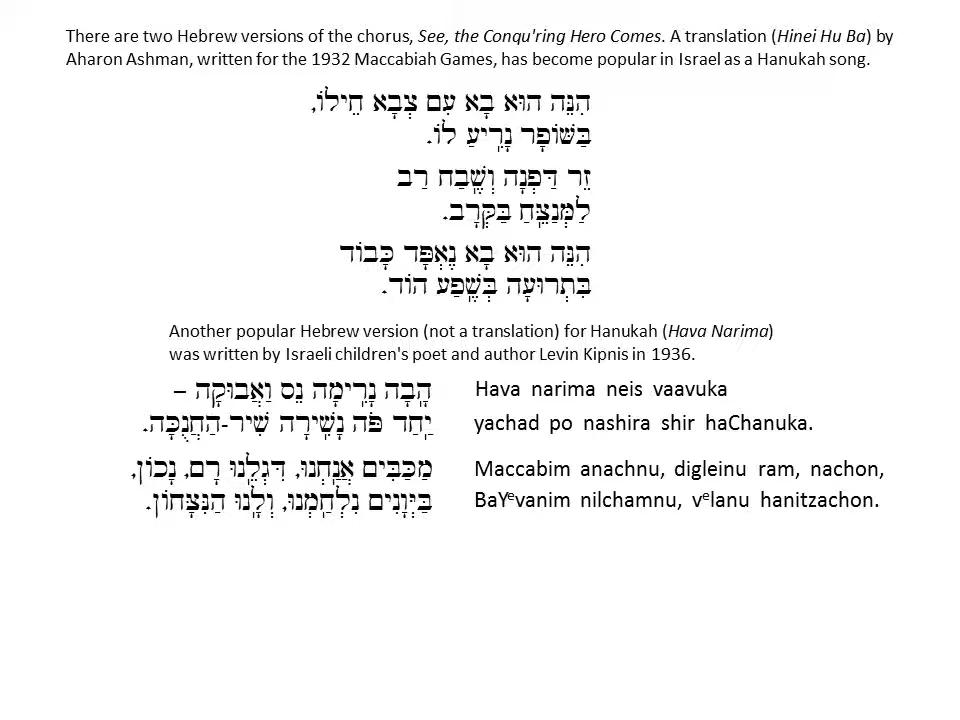 There are two Hebrew versions of the chorus, See, the Conqu'ring Hero Comes. A translation (Hinei Hu Ba) by
Aharon Ashman, written for the 1932 Maccabiah Games, has become popular in Israel as a Hanukah song.
הִנֵּה הוּא בָא עִם צְבָא חֵילוֹ,
בַּשּׁוֹפָר נָרִֽיעַ לוֹ.
זֵר דַּפְנָה וְשֶֽׁבַח רַב
לַמְּנַצֵּֽחַ בַּקְּרָב.
הִנֵּה הוּא בָא נֶאְפָּד כָּבוֹד
בִּתְרוּעָה בְּשֶֽׁפַע הוֹד.
Another popular Hebrew version (not a translation) for Hanukah (Hava Narima)
was written by Israeli children's poet and author Levin Kipnis in 1936.
הָֽבָה נָרִֽימָה נֵס וַאֲבוּקָה –
Hava narima neis vaavuka
יַֽחַד פֹּה נָשִֽׁירָה שִׁיר-הַחֲנֻכָּה.
yachad po nashira shir haChanuka.
מַכַּבִּים אֲנַֽחְנוּ, דִּגְלֵֽנוּ רָם, נָכוֹן,
Maccabim anachnu, digleinu ram, nachon,
בַּיְּוָנִים נִלְחַֽמְנוּ, וְלָֽנוּ הַנִּצָּחוֹן.
BaYᵉvanim nilchamnu, vᵉlanu hanitzachon.